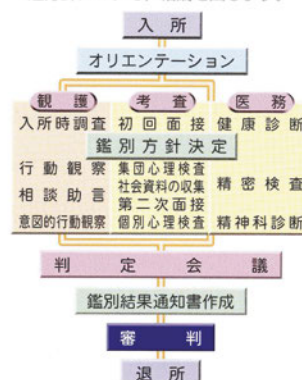 入所
オリエンテーション
観護 考査 医務
入所時調査 初回面接 健康診断
鑑別方針決定
行動観察 集団心理検査
社会資料の収集 精密検査
相談助言 第二次面接
意図的行動観察 個別心理検査 精神科診断
判定会議
鑑別結果通知書作成
審判
退所